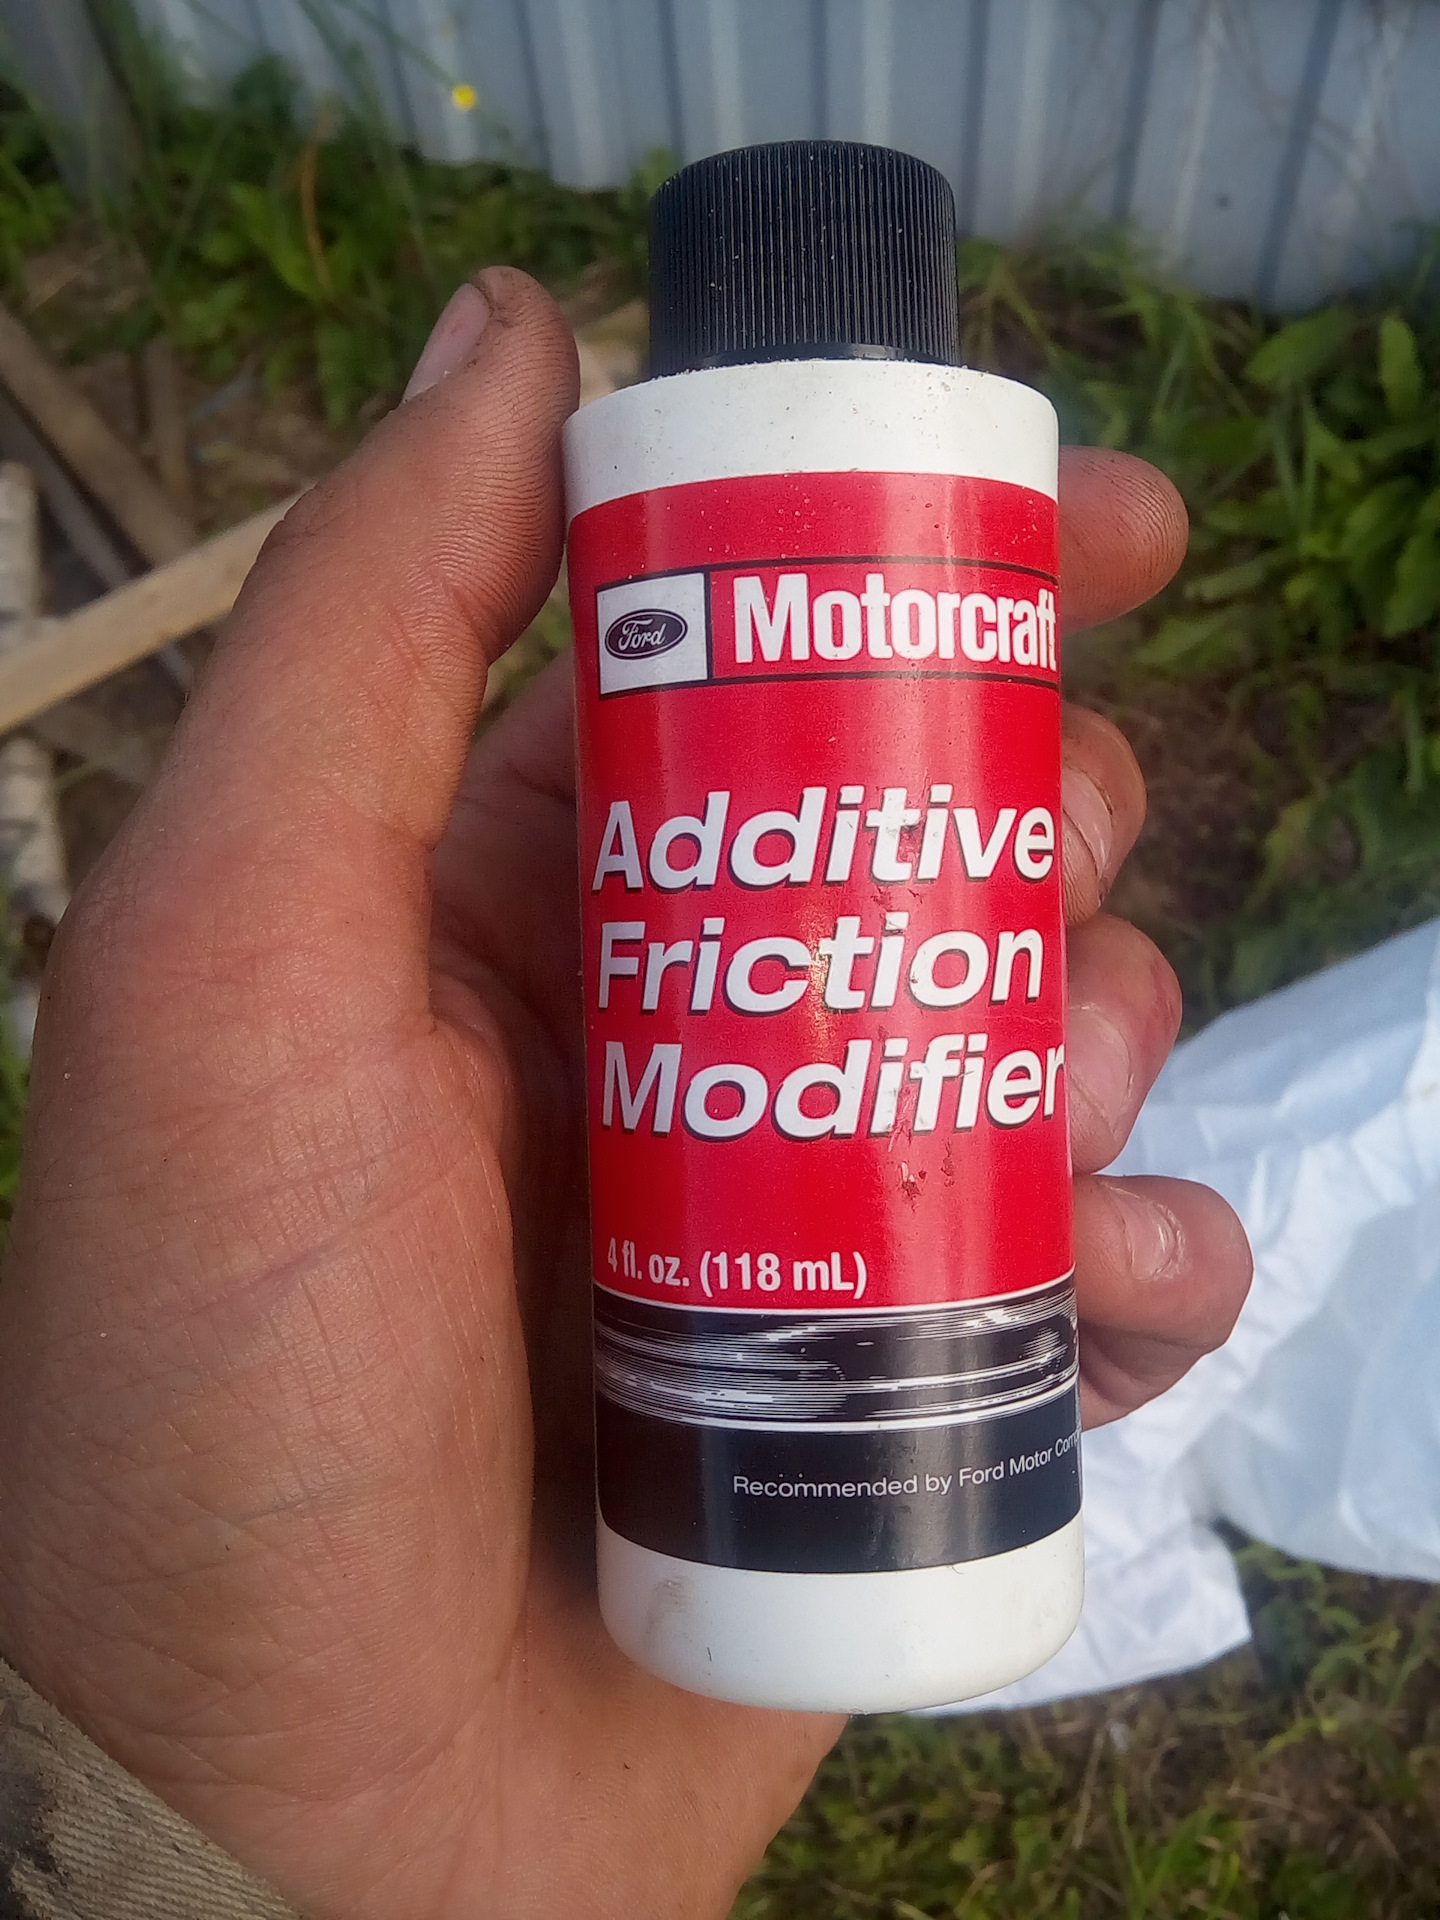 Ford
Motorcraft
Additive
Friction
Modifier
4 fl. oz. (118 mL)
Recommended by Ford Motor